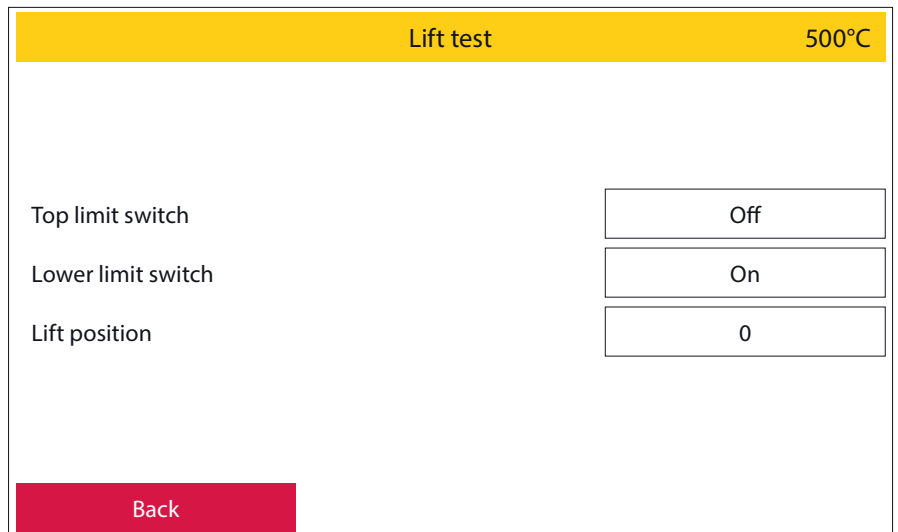 Lift test 500°C
Top limit switch Off
Lower limit switch On
Lift position 0
Back